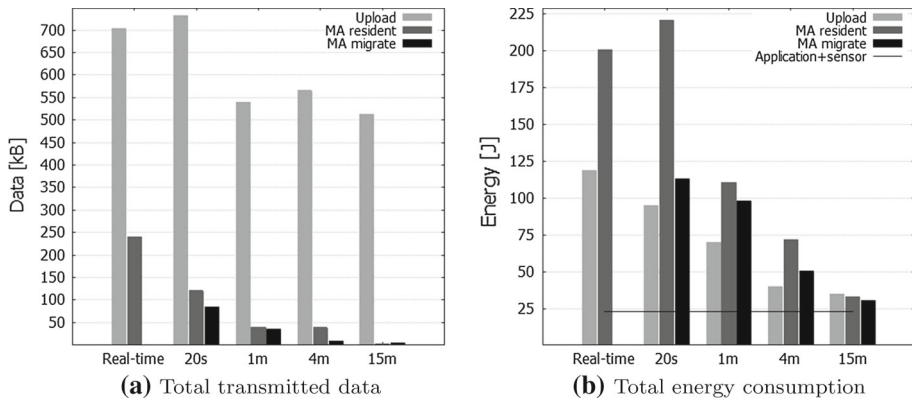 Data [kB]
700
650
600
550
500
450
400
350
300
250
200
150
100
50
Upload
MA resident
MA migrate
Real-time 20s 1m 4m 15m
(a) Total transmitted data
Energy [J]
225
200
175
150
125
100
75
50
25
Upload
MA resident
MA migrate
Application+sensor
Real-time 20s 1m 4m 15m
(b) Total energy consumption